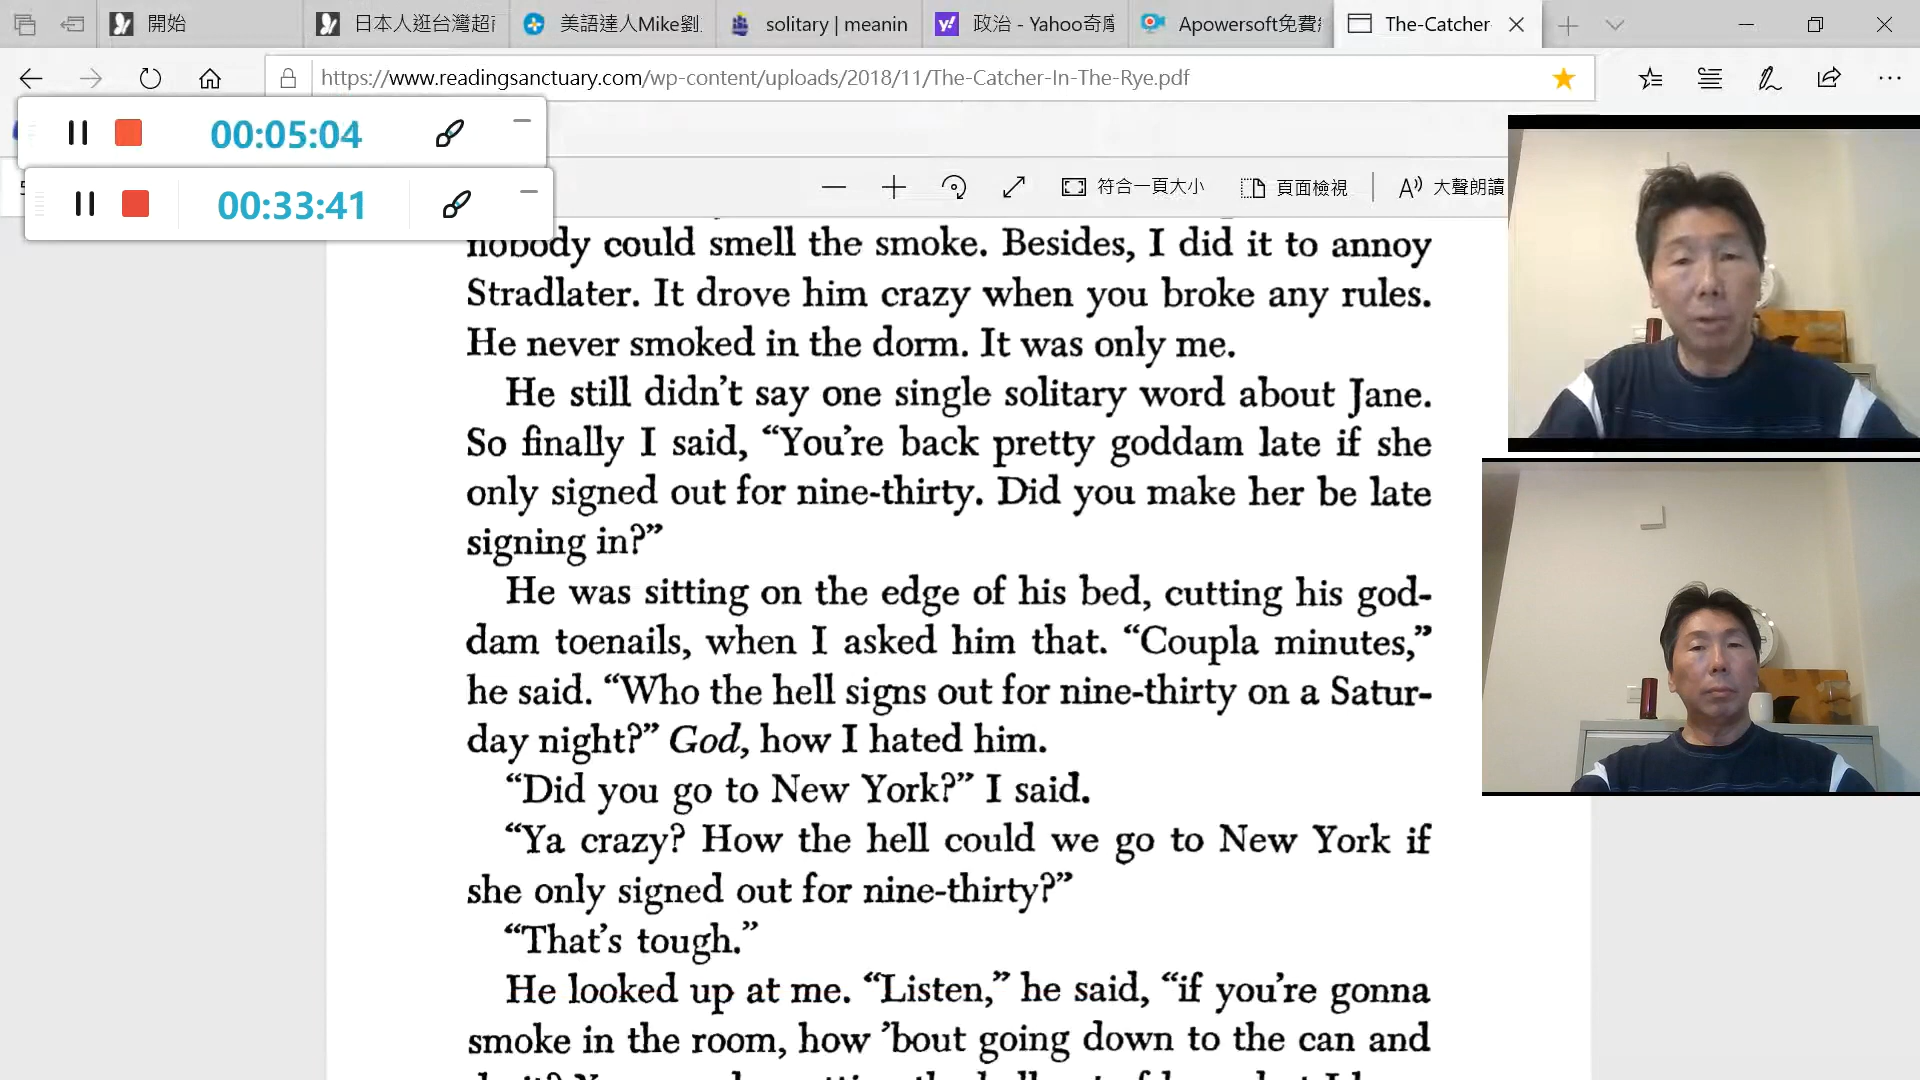 開始
日本人逛台灣超
美語達人Mike劉
solitary | meanin
政治 - Yahoo奇摩
Apowersoft免費
The-Catcher
https://www.readingsanctuary.com/wp-content/uploads/2018/11/The-Catcher-In-The-Rye.pdf
00:05:04
00:33:41
符合一頁大小
頁面檢視
大聲朗讀
nobody could smell the smoke. Besides, I did it to annoy
Stradlater. It drove him crazy when you broke any rules.
He never smoked in the dorm. It was only me.
He still didn’t say one single solitary word about Jane.
So finally I said, “You’re back pretty goddam late if she
only signed out for nine-thirty. Did you make her be late
signing in?”
He was sitting on the edge of his bed, cutting his god-
dam toenails, when I asked him that. “Coupla minutes,”
he said. “Who the hell signs out for nine-thirty on a Satur-
day night?” God, how I hated him.
“Did you go to New York?” I said.
“Ya crazy? How the hell could we go to New York if
she only signed out for nine-thirty?”
“That’s tough.”
He looked up at me. “Listen,” he said, “if you’re gonna
smoke in the room, how ’bout going down to the can and